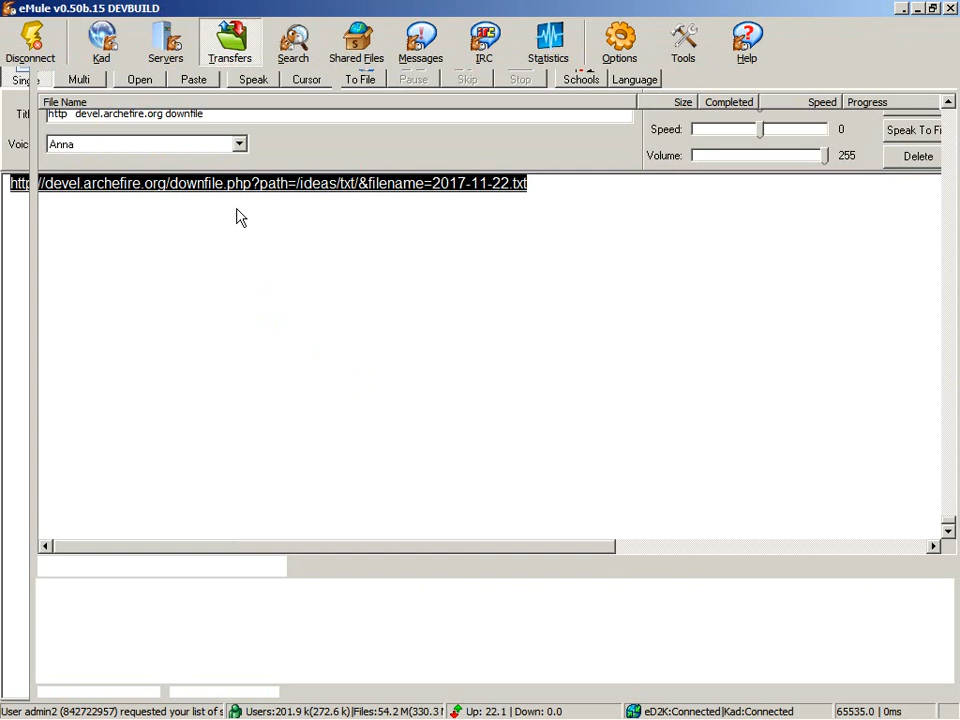 eMule v0.50b.15 DEVBUILD
Disconnect Kad Servers Transfers Search Shared Files Messages IRC Statistics Options Tools Help
Multi Open Paste Speak Cursor To File Pause Skip Stop Schools Language
File Name Size Completed Speed Progress
http devel.archefire.org downfile
Speed: 0 Speak To Fi
Anna
Volume: 255 Delete
http://devel.archefire.org/downfile.php?path=/ideas/txt/&filename=2017-11-22.txt
User admin2 (842722957) requested your list of s Users:201.9 k(272.6 k)|Files:54.2 M(330.3 Up: 22.1 | Down: 0.0 eD2K:Connected|Kad:Connected 65535.0 | 0ms